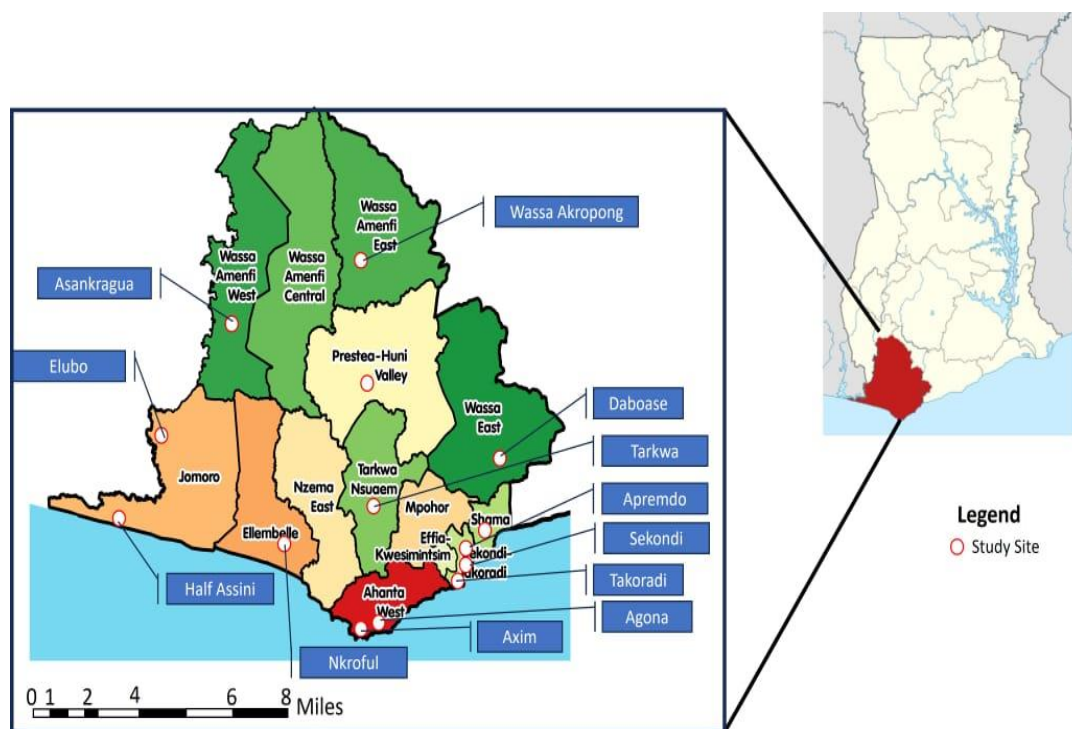 Wassa
Amenfi
East
Wassa Akropong
Wassa
Amenfi
West
Wassa
Amenfi
Central
Asankragua
Elubo
Prestea-Huni
Valley
Wassa
East
Daboase
Tarkwa
Jomoro
Nzema
East
Tarkwa
Nsuaem
Mpohor
Shama
Apremdo
Ellembelle
Effia-
Kwesimintsim
Sekondi-
Takoradi
Sekondi
Half Assini
Ahanta
West
Takoradi
Agona
Axim
Nkroful
0 1 2 4 6 8 Miles
Legend
Study Site